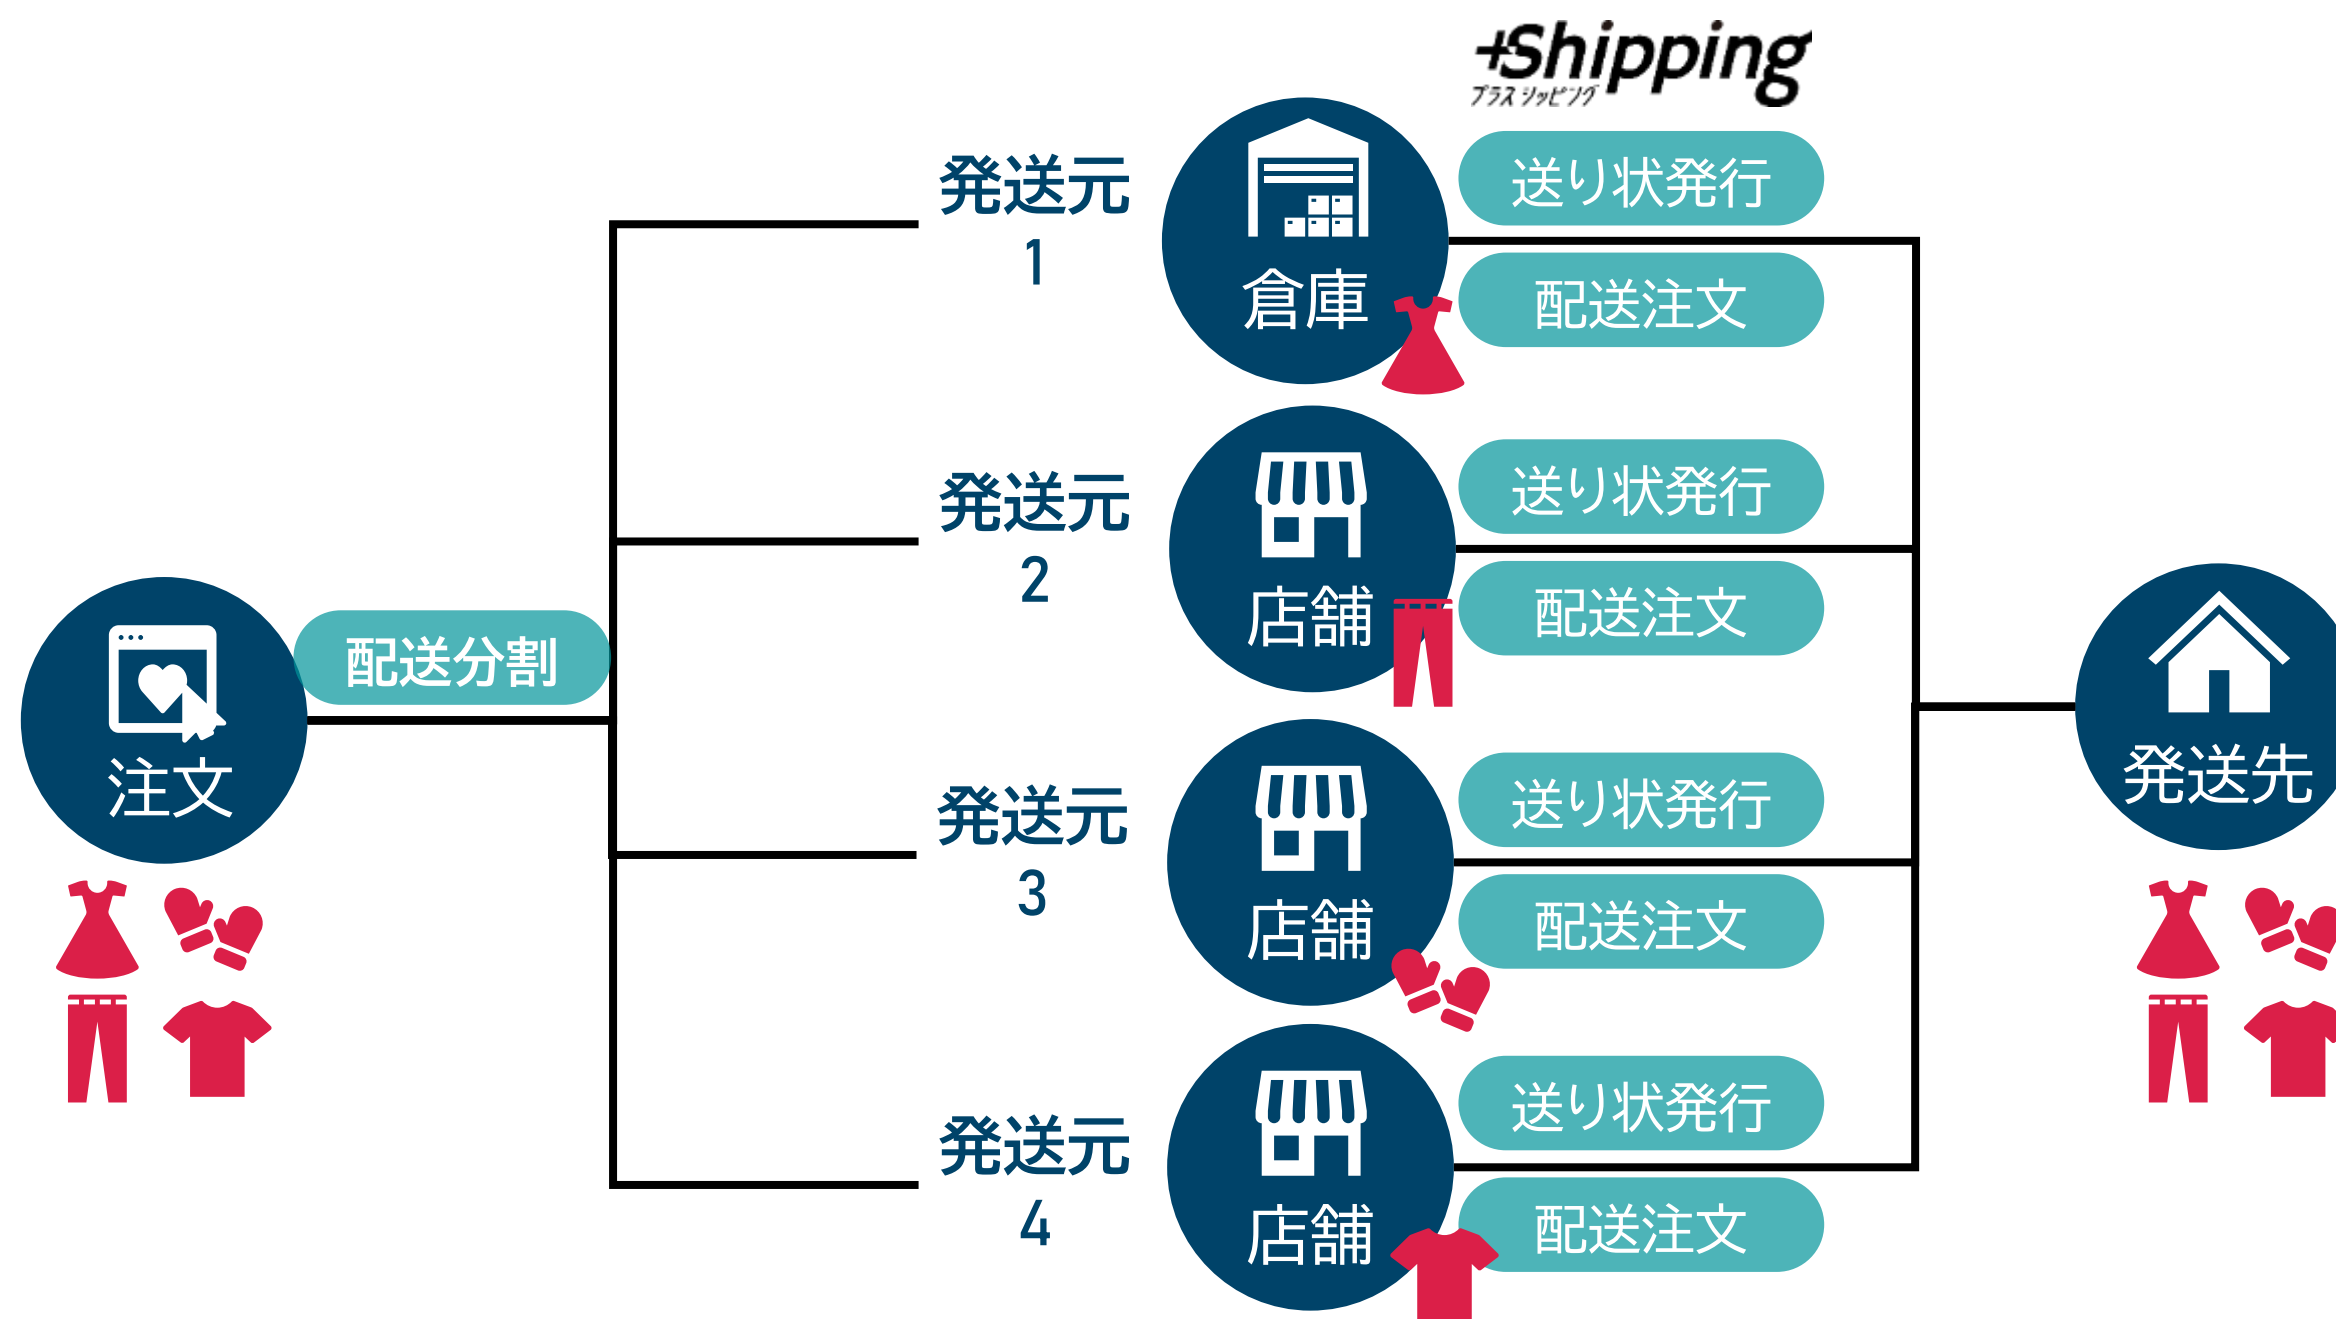 +Shipping
プラス シッピング
注文
配送分割
発送元
1
倉庫
送り状発行
配送注文
発送元
2
店舗
送り状発行
配送注文
発送元
3
店舗
送り状発行
配送注文
発送元
4
店舗
送り状発行
配送注文
発送先